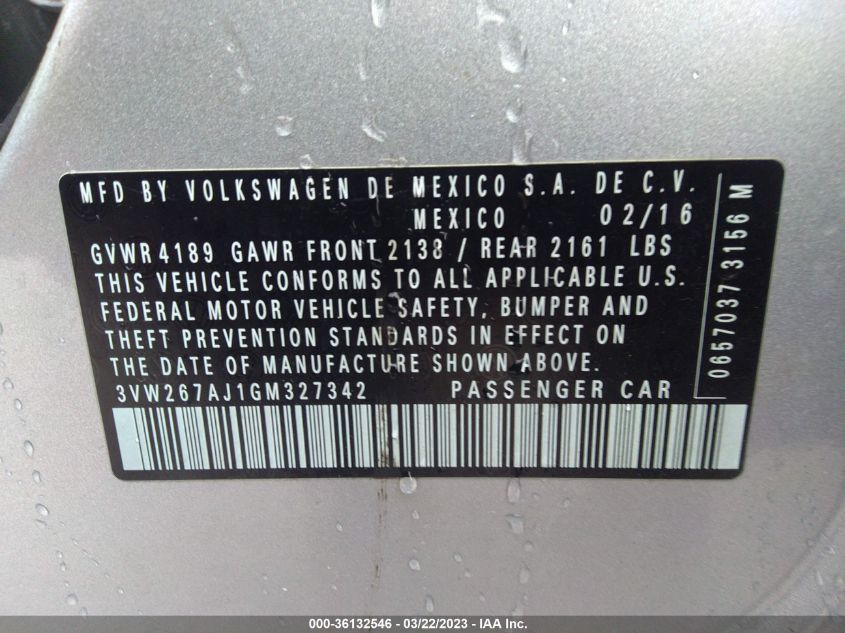 MFD BY VOLKSWAGEN DE MEXICO S.A. DE C.V.
MEXICO 02/16
GVWR 4189 GAWR FRONT 2138 / REAR 2161 LBS
THIS VEHICLE CONFORMS TO ALL APPLICABLE U.S.
FEDERAL MOTOR VEHICLE SAFETY, BUMPER AND
THEFT PREVENTION STANDARDS IN EFFECT ON
THE DATE OF MANUFACTURE SHOWN ABOVE.
3VW267AJ1GM327342 PASSENGER CAR
0657037 3156 M
000-36132546 - 03/22/2023 - IAA Inc.